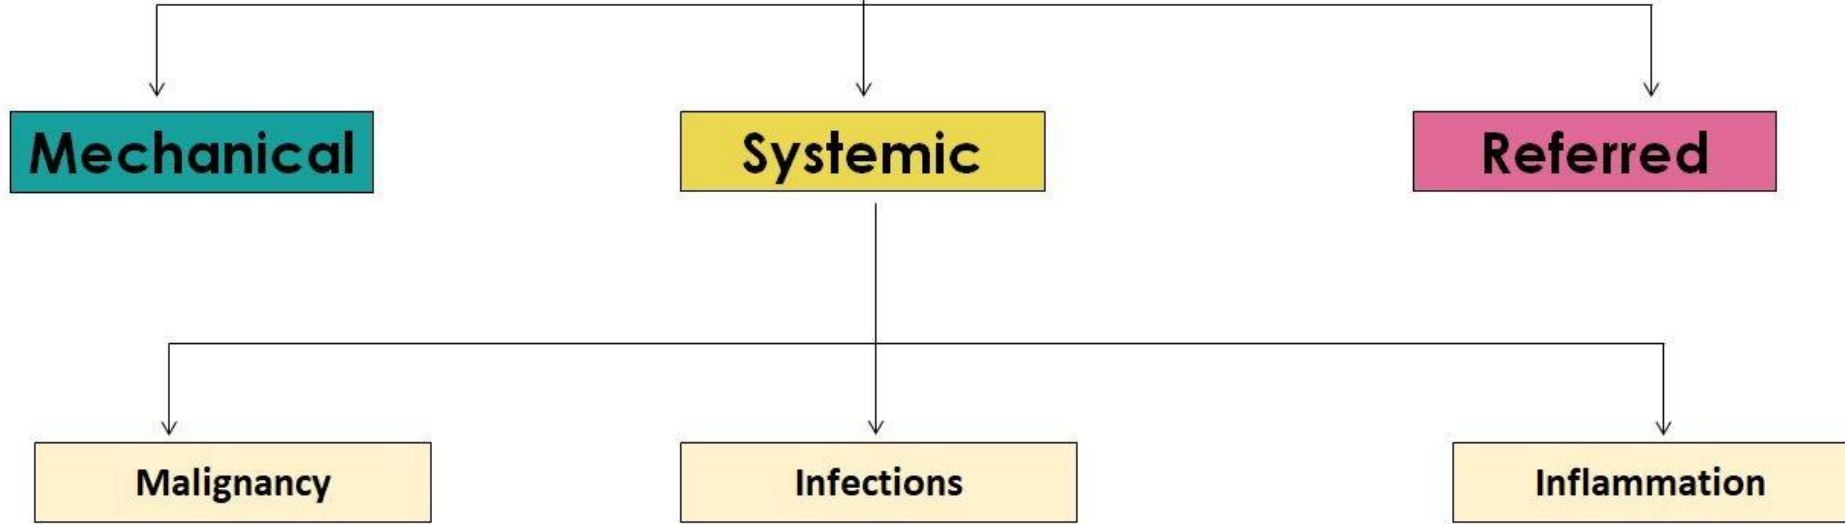 Mechanical
Systemic
Referred
Malignancy
Infections
Inflammation